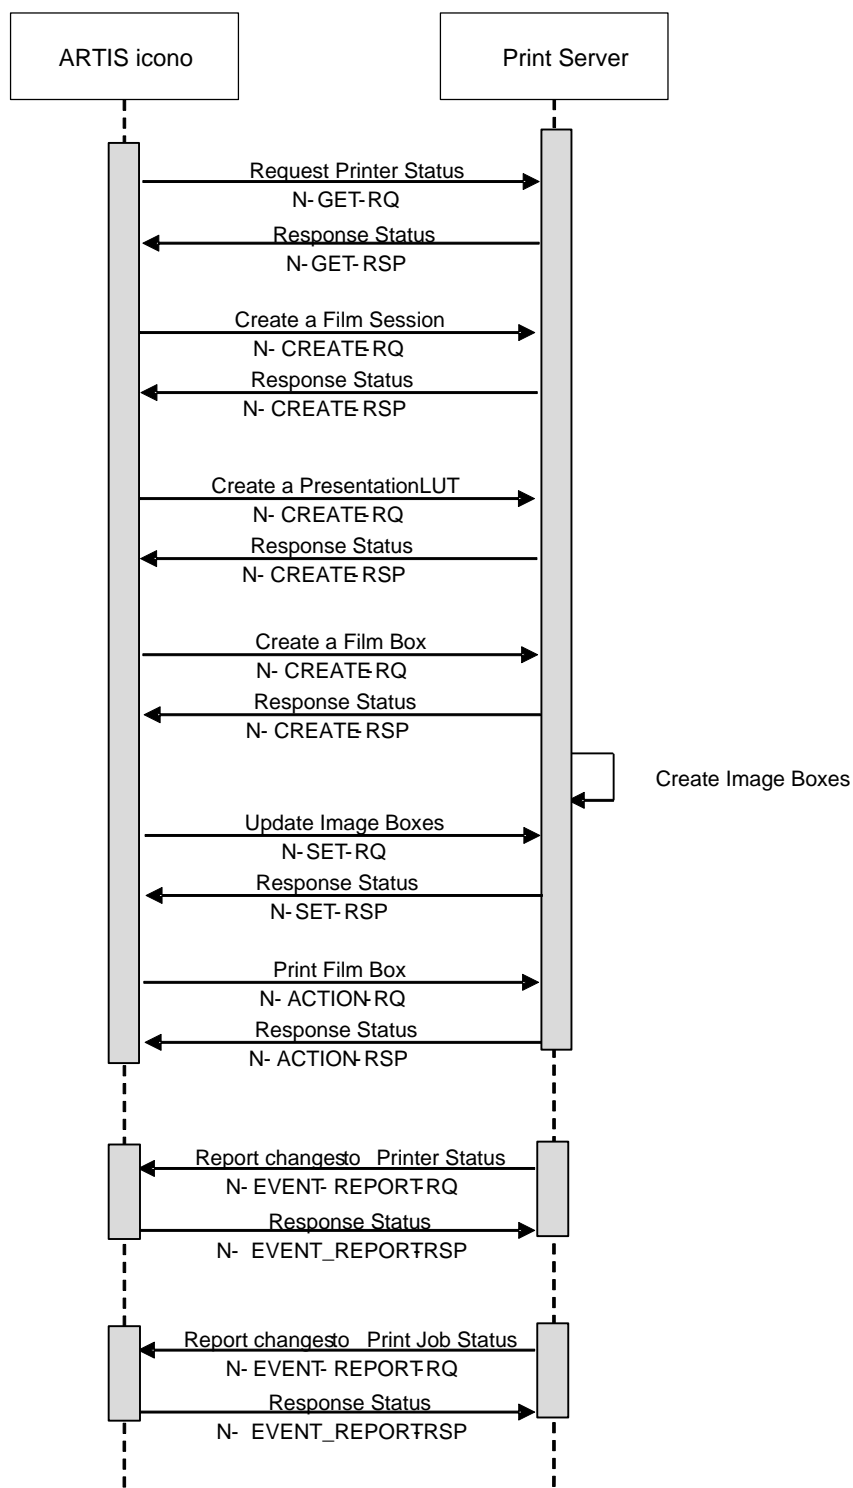 ARTIS icono
Print Server
Request Printer Status
N-GET-RQ
Response Status
N-GET-RSP
Create a Film Session
N- CREATE-RQ
Response Status
N- CREATE-RSP
Create a PresentationLUT
N- CREATE-RQ
Response Status
N- CREATE-RSP
Create a Film Box
N- CREATE-RQ
Response Status
N- CREATE-RSP
Create Image Boxes
Update Image Boxes
N-SET-RQ
Response Status
N-SET-RSP
Print Film Box
N- ACTION-RQ
Response Status
N- ACTION-RSP
Report changes to Printer Status
N- EVENT- REPORT-RQ
Response Status
N- EVENT_REPORT-RSP
Report changes to Print Job Status
N- EVENT- REPORT-RQ
Response Status
N- EVENT_REPORT-RSP